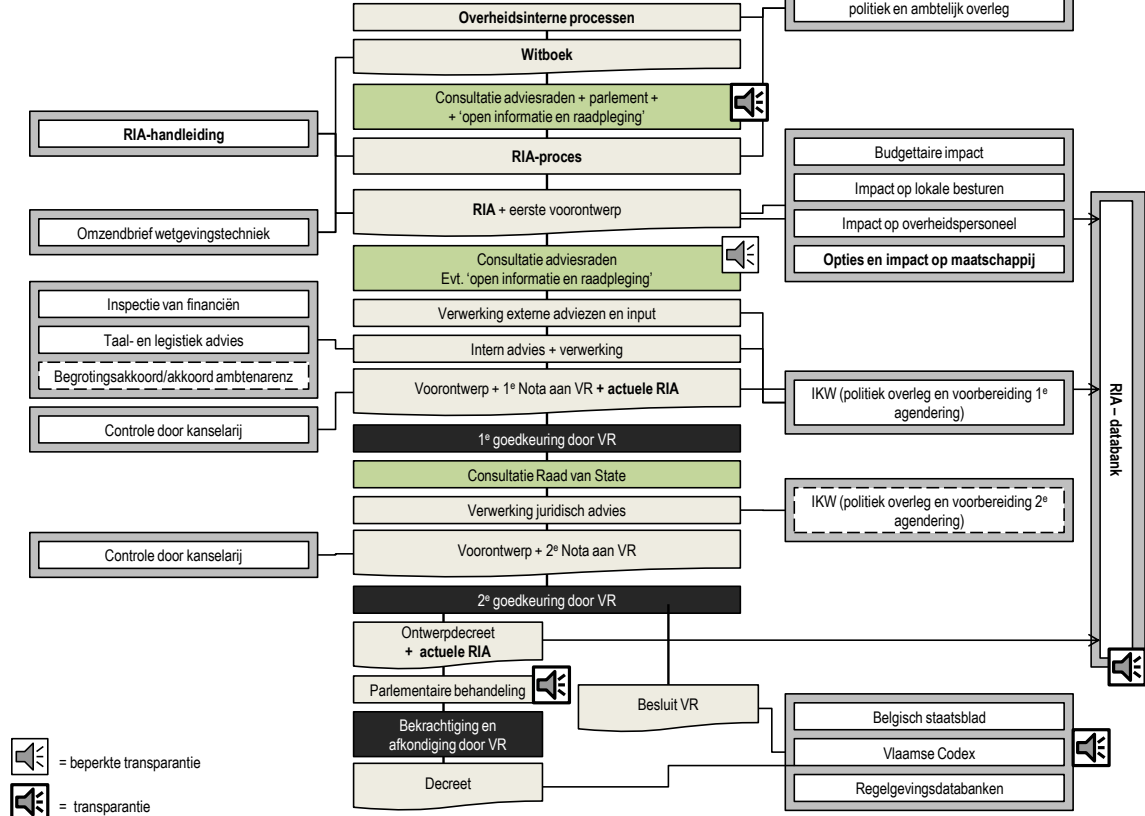 politiek en ambtelijk overleg
Overheidsinterne processen
Witboek
Consultatie adviesraden + parlement +
+ ‘open informatie en raadpleging’
RIA-handleiding
RIA-proces
Budgettaire impact
Impact op lokale besturen
RIA + eerste voorontwerp
Impact op overheidspersoneel
Omzendbrief wetgevingstechniek
Opties en impact op maatschappij
Consultatie adviesraden
Evt. ‘open informatie en raadpleging’
Inspectie van financiën
Verwerking externe adviezen en input
Taal- en legistiek advies
Intern advies + verwerking
Begrotingsakkoord/akkoord ambtenarenz
Voorontwerp + 1e Nota aan VR + actuele RIA
IKW (politiek overleg en voorbereiding 1e
agendering)
RIA – databank
Controle door kanselarij
1e goedkeuring door VR
Consultatie Raad van State
Verwerking juridisch advies
IKW (politiek overleg en voorbereiding 2e
agendering)
Controle door kanselarij
Voorontwerp + 2e Nota aan VR
2e goedkeuring door VR
Ontwerpdecreet
+ actuele RIA
Parlementaire behandeling
Besluit VR
Belgisch staatsblad
Bekrachtiging en
afkondiging door VR
Vlaamse Codex
Decreet
Regelgevingsdatabanken
= beperkte transparantie
= transparantie